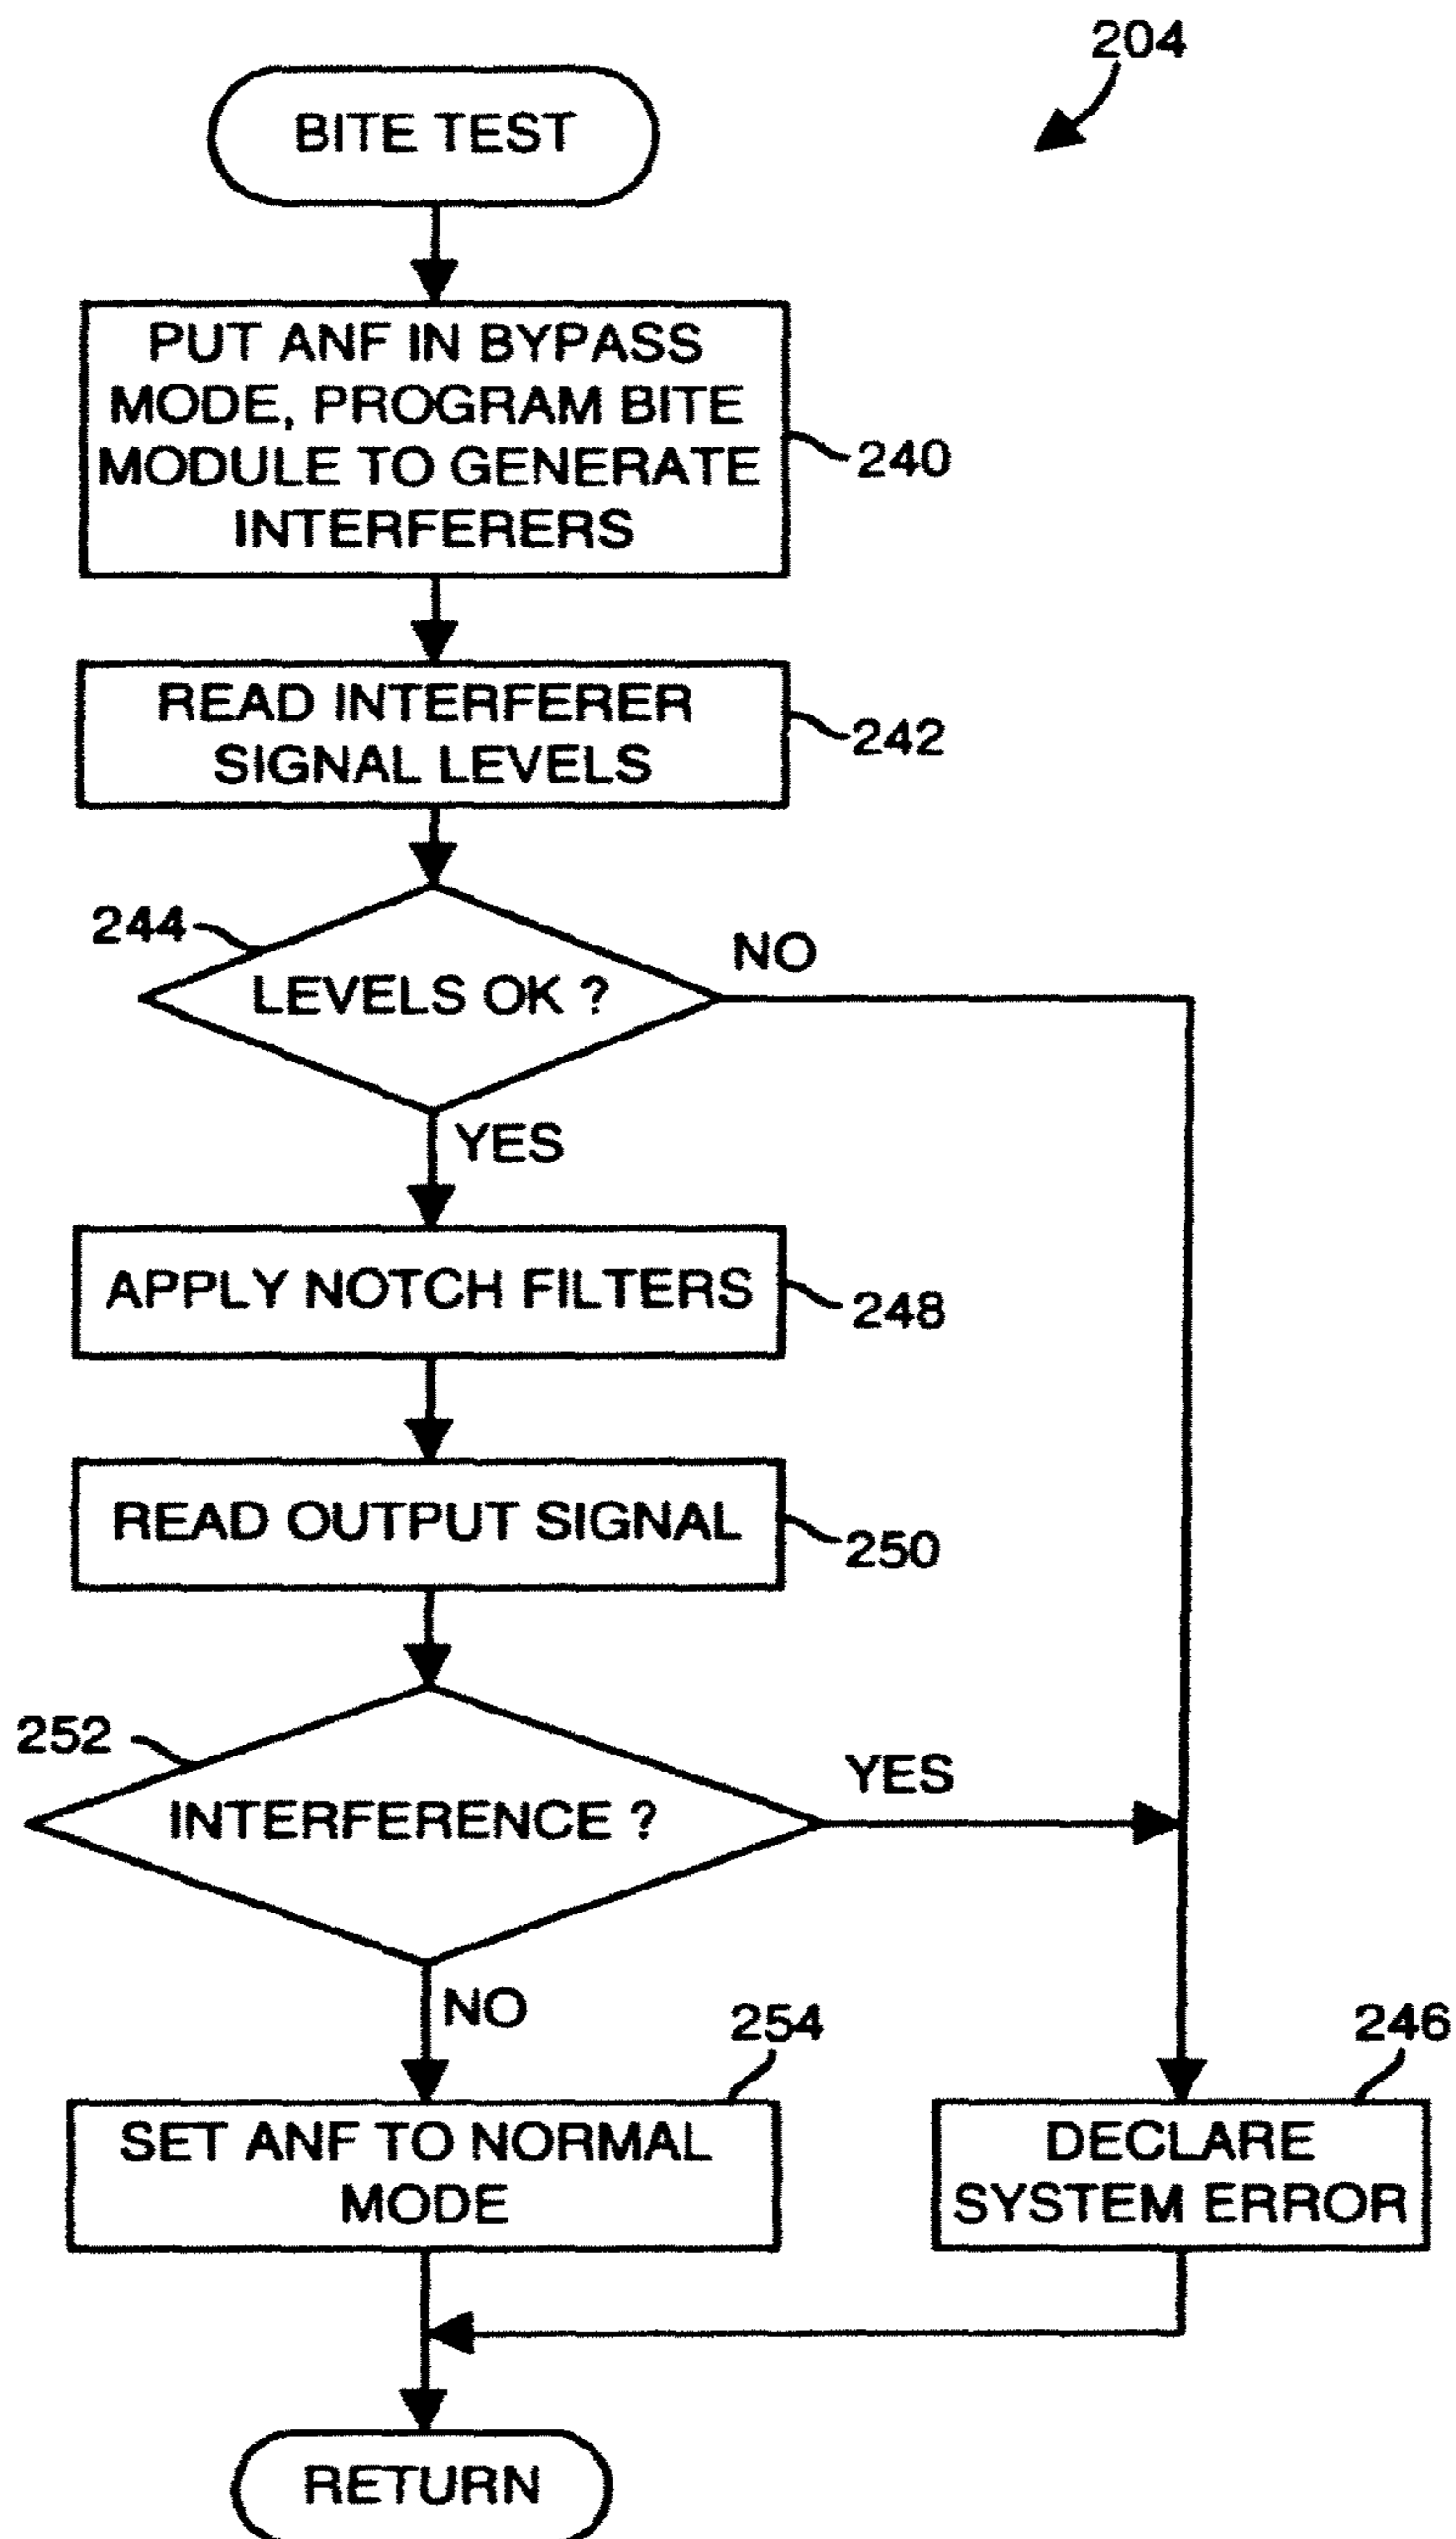 204
BITE TEST
PUT ANF IN BYPASS
MODE, PROGRAM BITE
MODULE TO GENERATE
INTERFERERS
240
READ INTERFERER
SIGNAL LEVELS
242
244
LEVELS OK ?
NO
YES
APPLY NOTCH FILTERS
248
READ OUTPUT SIGNAL
250
252
INTERFERENCE ?
YES
NO
254
246
SET ANF TO NORMAL
MODE
DECLARE
SYSTEM ERROR
RETURN